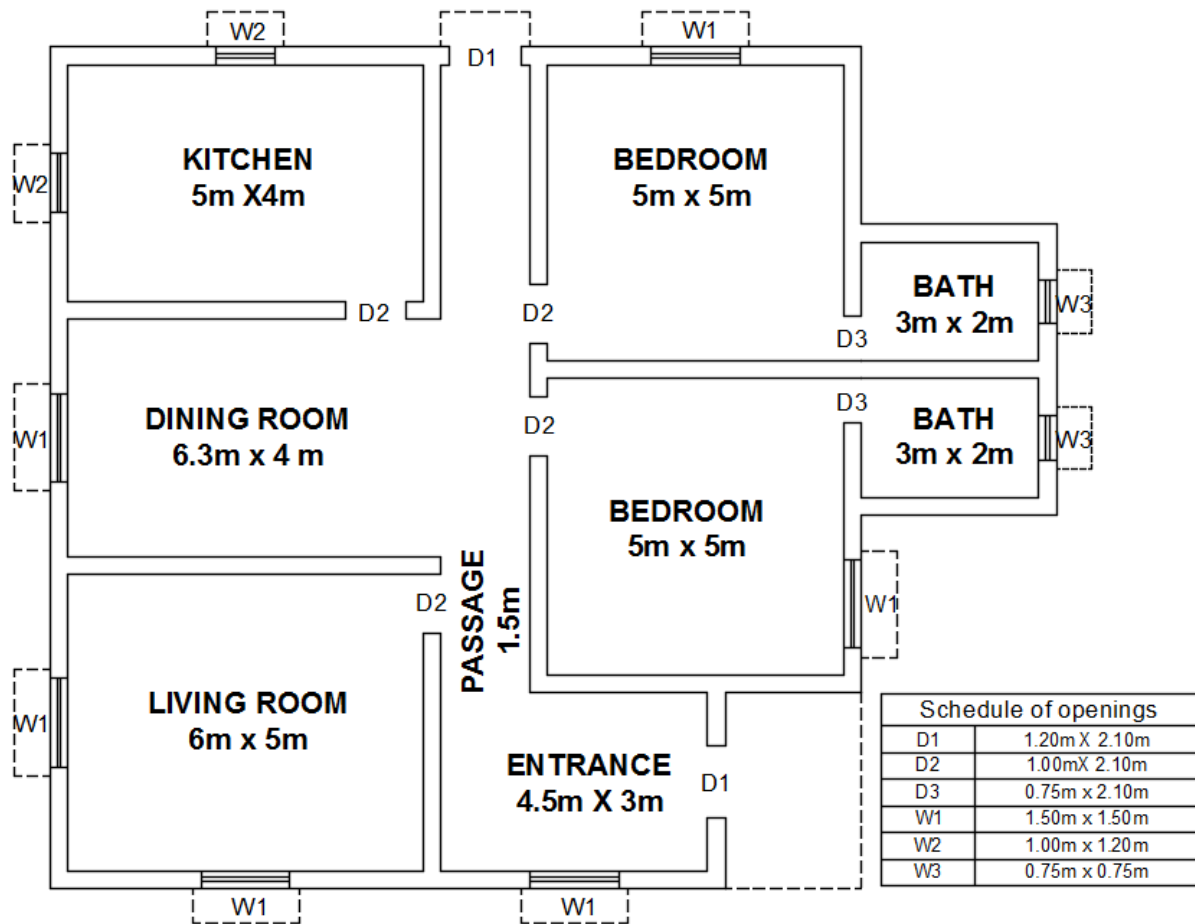 W2
D1
W1
KITCHEN
5m X4m
BEDROOM
5m x 5m
W2
BATH
3m x 2m
W3
D2
D2
D3
DINING ROOM
6.3m x 4 m
W1
D2
D3
BATH
3m x 2m
W3
BEDROOM
5m x 5m
PASSAGE
1.5m
D2
W1
LIVING ROOM
6m x 5m
W1
ENTRANCE
4.5m X 3m
D1
W1
W1
Schedule of openings
D1 1.20m X 2.10m
D2 1.00mX 2.10m
D3 0.75m x 2.10m
W1 1.50m x 1.50m
W2 1.00m x 1.20m
W3 0.75m x 0.75m